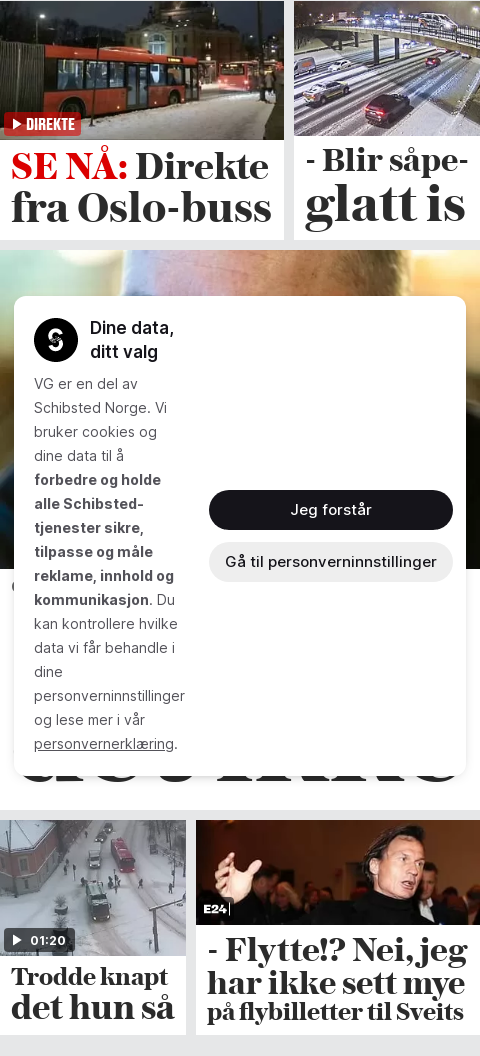 DIREKTE
SE NÅ: Direkte
fra Oslo-buss
- Blir såpe-
glatt is
Dine data,
ditt valg
VG er en del av
Schibsted Norge. Vi
bruker cookies og
dine data til å
forbedre og holde
alle Schibsted-
tjenester sikre,
tilpasse og måle
reklame, innhold og
kommunikasjon. Du
kan kontrollere hvilke
data vi får behandle i
dine
personverninnstillinger
og lese mer i vår
personvernerklæring.
Jeg forstår
Gå til personverninnstillinger
01:20
Trodde knapt
det hun så
E24
- Flytte!? Nei, jeg
har ikke sett mye
på flybilletter til Sveits